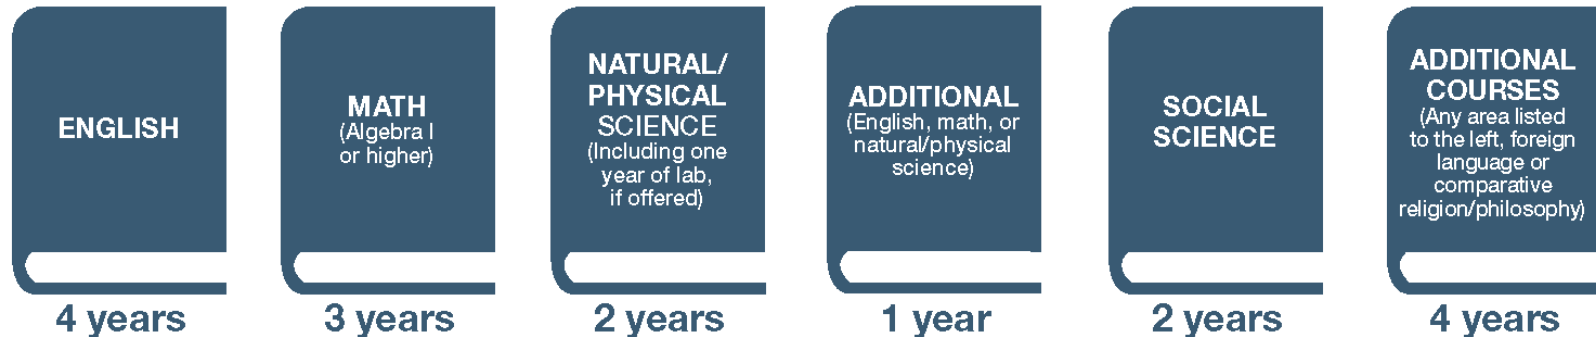 ENGLISH
4 years
MATH
(Algebra I
or higher)
3 years
NATURAL/
PHYSICAL
SCIENCE
(Including one
year of lab,
if offered)
2 years
ADDITIONAL
(English, math, or
natural/physical
science)
1 year
SOCIAL
SCIENCE
2 years
ADDITIONAL
COURSES
(Any area listed
to the left, foreign
language or
comparative
religion/philosophy)
4 years